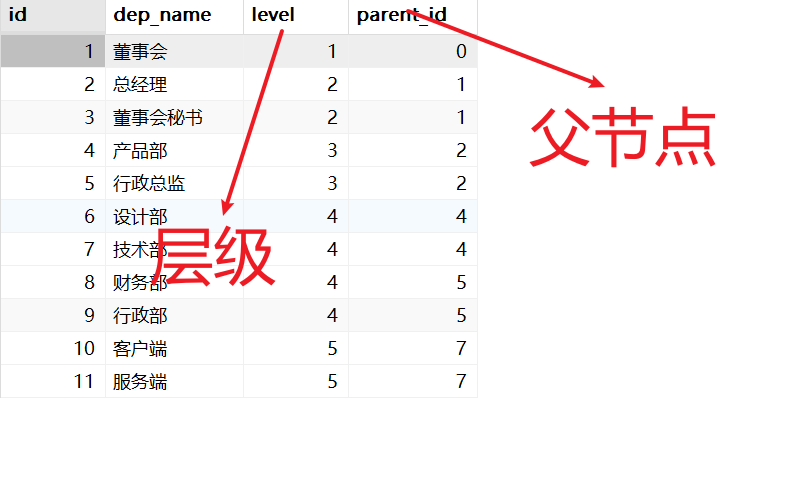 id dep_name level parent_id
1 董事会 1 0
2 总经理 2 1
3 董事会秘书 2 1
4 产品部 3 2
5 行政总监 3 2
6 设计部 4 4
7 技术部 4 4
8 财务部 4 5
9 行政部 4 5
10 客户端 5 7
11 服务端 5 7
父节点
层级